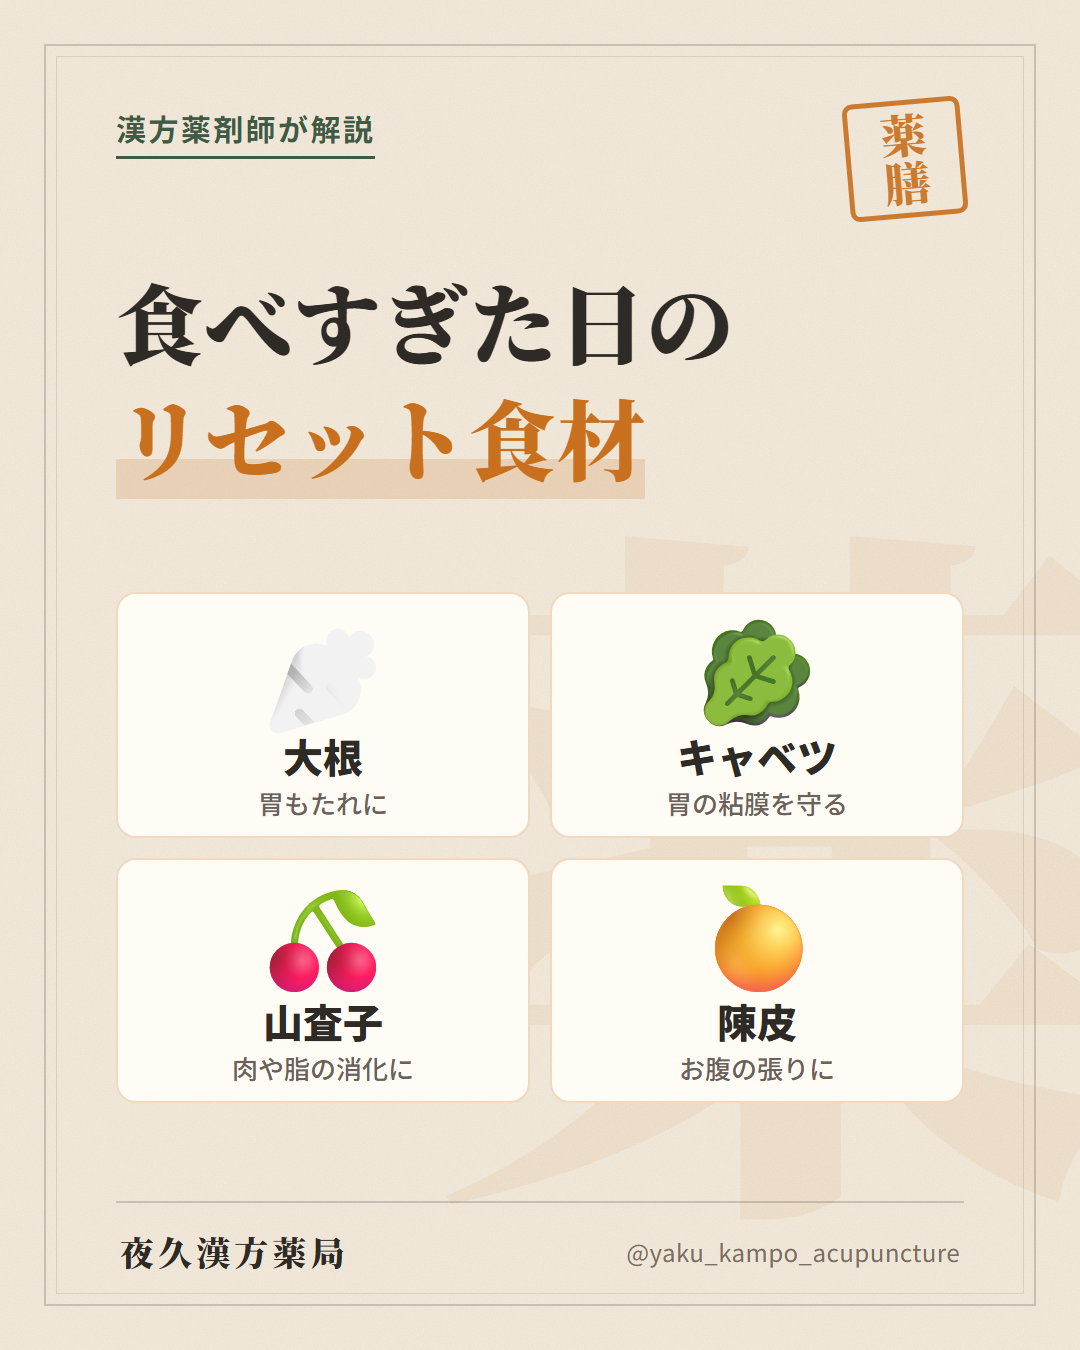 漢方薬剤師が解説
薬
膳
食べすぎた日の
リセット食材
大根
胃もたれに
キャベツ
胃の粘膜を守る
山査子
肉や脂の消化に
陳皮
お腹の張りに
夜久漢方薬局
@yaku_kampo_acupuncture